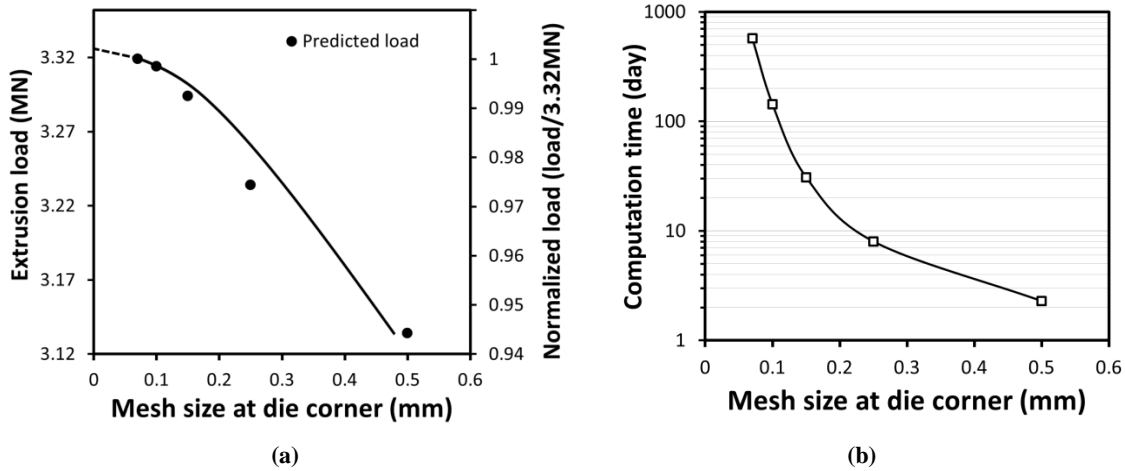 Extrusion load (MN)
3.32
3.27
3.22
3.17
3.12
Predicted load
1
0.99
0.98
0.97
0.96
0.95
0.94
Normalized load (load/3.32MN)
0 0.1 0.2 0.3 0.4 0.5 0.6
Mesh size at die corner (mm)
(a)
Computation time (day)
1000
100
10
1
0 0.1 0.2 0.3 0.4 0.5 0.6
Mesh size at die corner (mm)
(b)